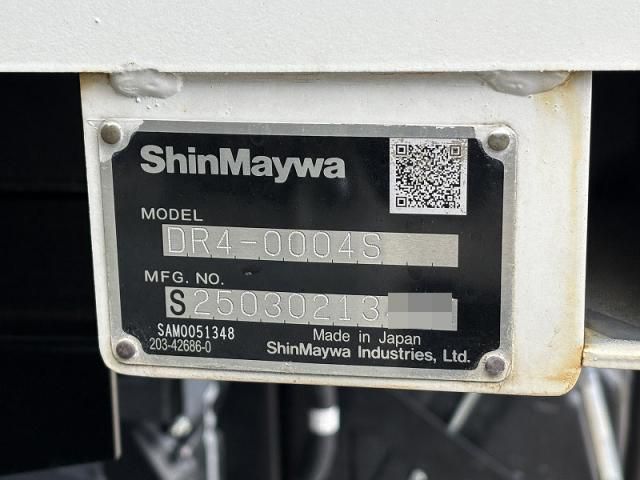 ShinMaywa
MODEL
DR4-0004S
MFG. NO.
S25030213
SAM0051348
203-42686-0
Made in Japan
ShinMaywa Industries, Ltd.